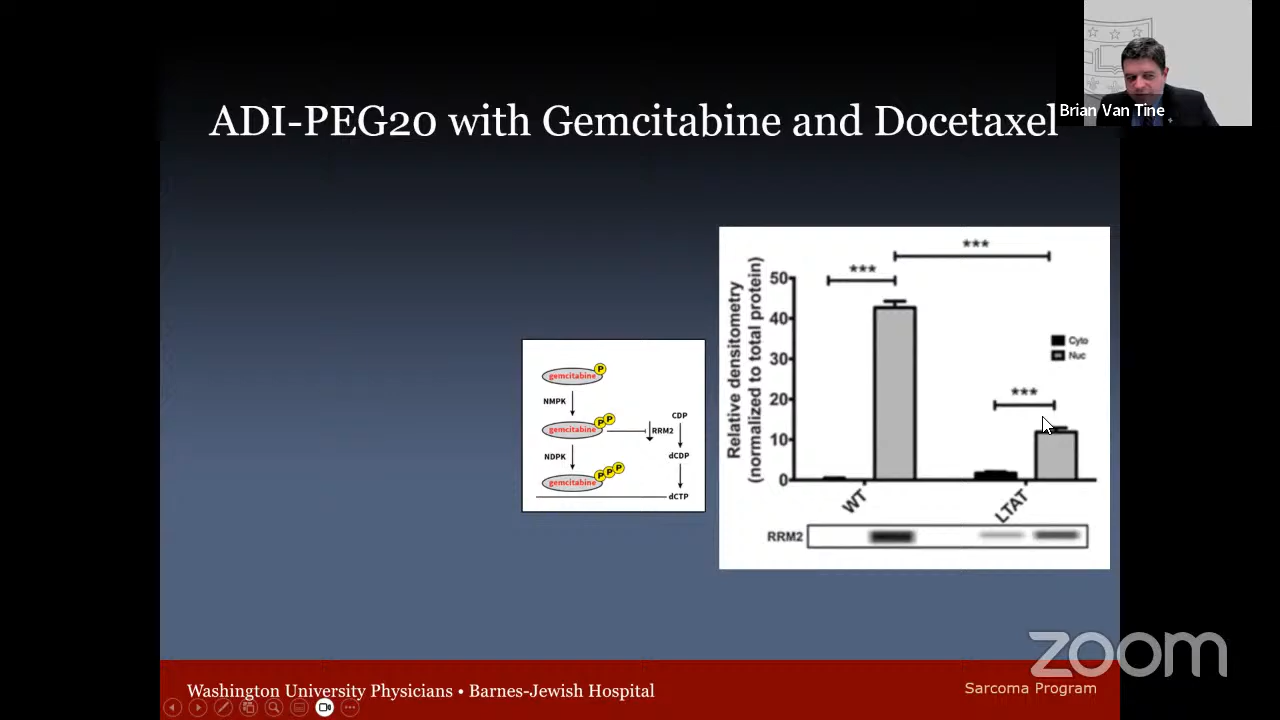 Brian Van Tine
ADI-PEG20 with Gemcitabine and Docetaxel
gemcitabine P
NMPK
gemcitabine P P
RRM2
CDP
NDPK
dCDP
gemcitabine P P P
dCTP
Relative densitometry
(normalized to total protein)
50
40
30
20
10
0
***
***
***
Cyto
Nuc
WT
LTAT
RRM2
zoom
Washington University Physicians • Barnes-Jewish Hospital
Sarcoma Program